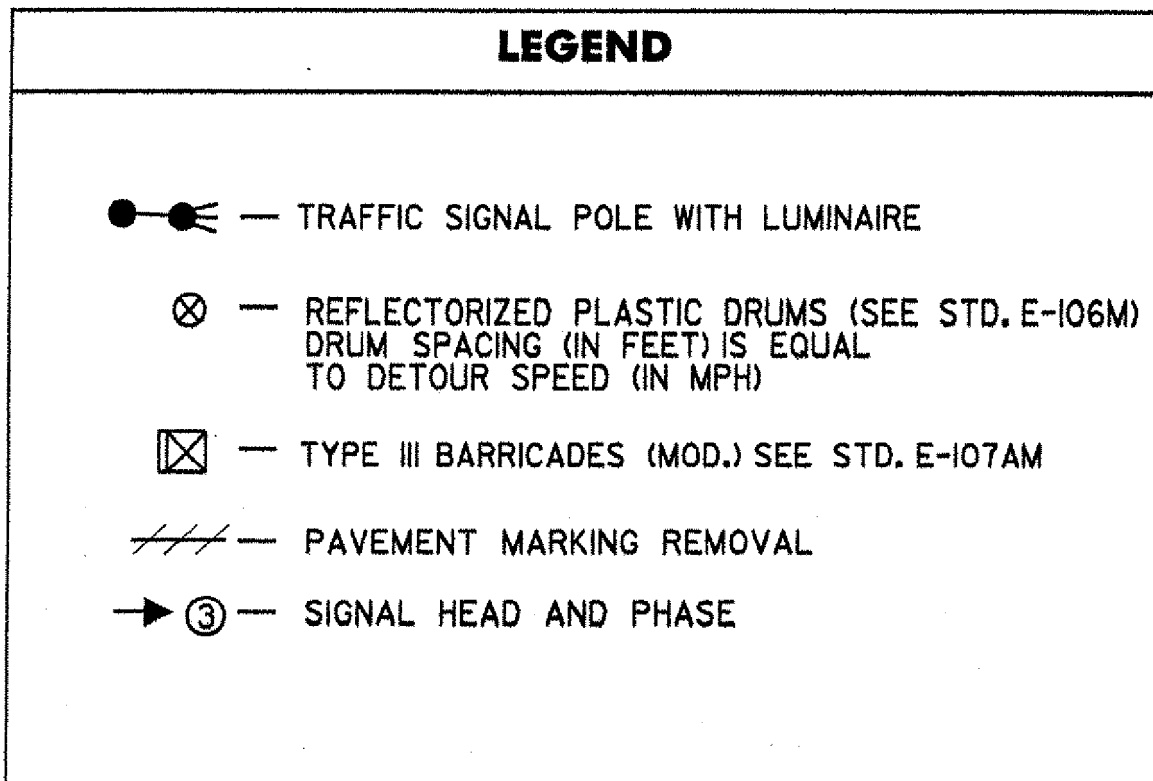 LEGEND
— TRAFFIC SIGNAL POLE WITH LUMINAIRE
— REFLECTORIZED PLASTIC DRUMS (SEE STD. E-106M)
DRUM SPACING (IN FEET) IS EQUAL
TO DETOUR SPEED (IN MPH)
— TYPE III BARRICADES (MOD.) SEE STD. E-107AM
— PAVEMENT MARKING REMOVAL
③ — SIGNAL HEAD AND PHASE